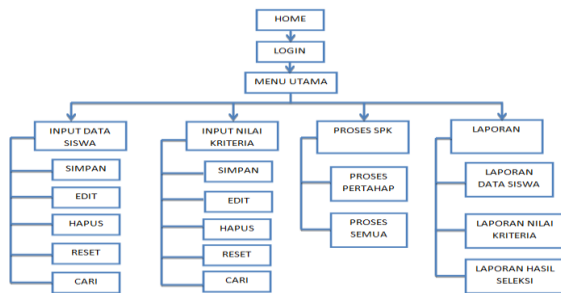 HOME
LOGIN
MENU UTAMA
INPUT DATA
SISWA
SIMPAN
EDIT
HAPUS
RESET
CARI
INPUT NILAI
KRITERIA
SIMPAN
EDIT
HAPUS
RESET
CARI
PROSES SPK
PROSES
PERTAHAP
PROSES
SEMUA
LAPORAN
LAPORAN
DATA SISWA
LAPORAN NILAI
KRITERIA
LAPORAN HASIL
SELEKSI